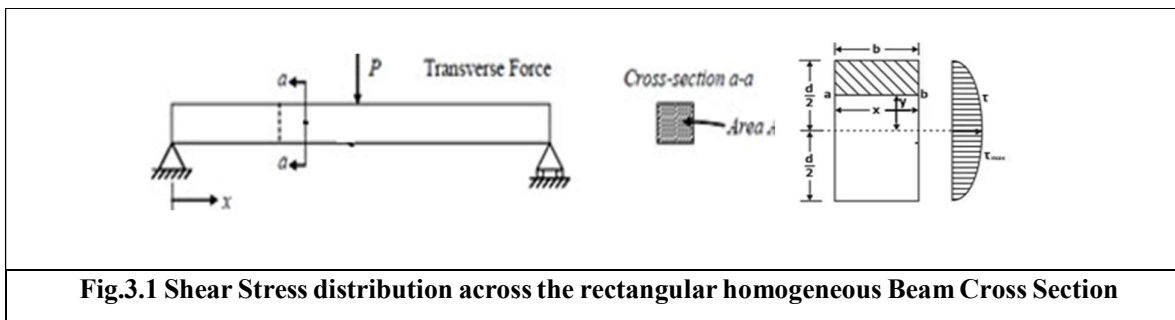 P
Transverse Force
a
a
x
Cross-section a-a
Area A
b
d/2
a
b
x
y
d/2
τ
τmax
Fig.3.1 Shear Stress distribution across the rectangular homogeneous Beam Cross Section